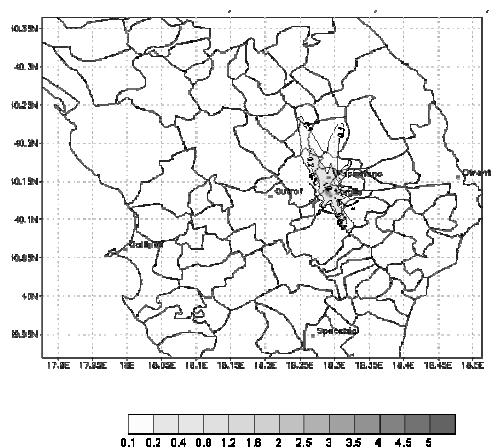 40.35N
40.3N
40.25N
40.2N
40.15N
40.1N
40.05N
40N
39.95N
Otrant
Cutrof
Gallipoli
Specchia
17.9E 17.95E 18E 18.05E 18.1E 18.15E 18.2E 18.25E 18.3E 18.35E 18.4E 18.45E 18.5E
0.1 0.2 0.4 0.8 1.2 1.6 2 2.5 3 3.5 4 4.5 5